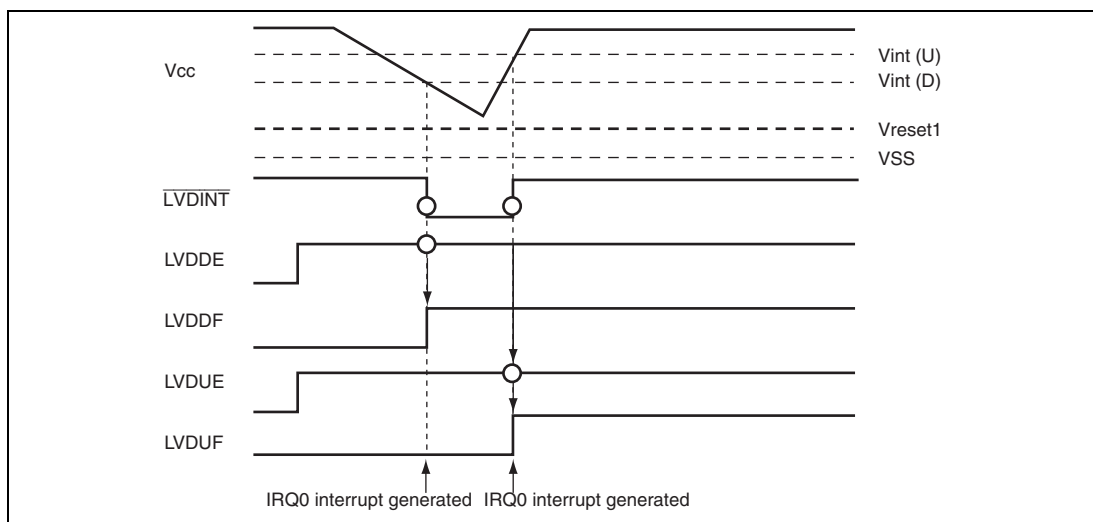 Vcc
Vint (U)
Vint (D)
Vreset1
VSS
LVDINT
LVDDE
LVDDF
LVDUE
LVDUF
IRQ0 interrupt generated
IRQ0 interrupt generated